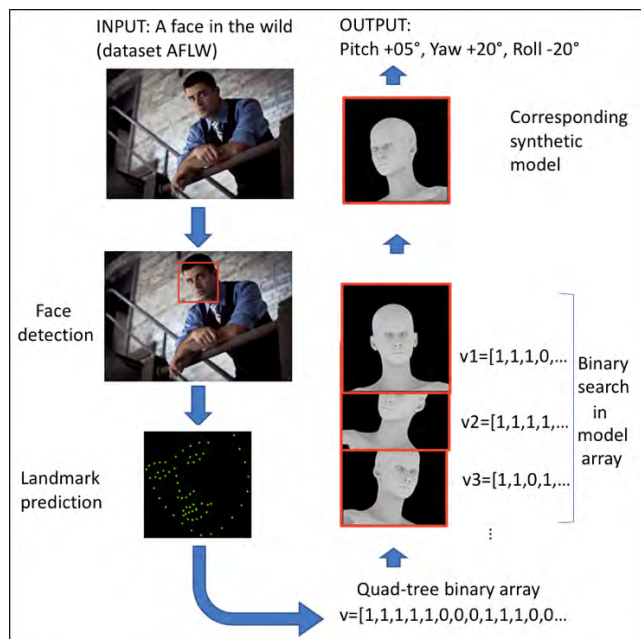 INPUT: A face in the wild
(dataset AFLW)
Face
detection
Landmark
prediction
Quad-tree binary array
v=[1,1,1,1,1,0,0,0,1,1,1,0,0...
v1=[1,1,1,0,...
v2=[1,1,1,1,...
v3=[1,1,0,1,...
...
Binary
search
in
model
array
Corresponding
synthetic
model
OUTPUT:
Pitch +05°, Yaw +20°, Roll -20°